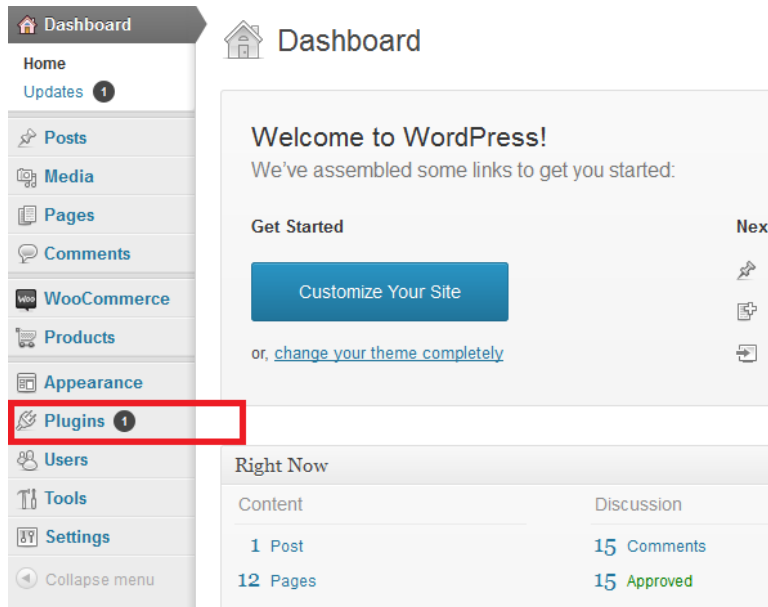 Dashboard
Home
Updates 1
Posts
Media
Pages
Comments
Woo WooCommerce
Products
Appearance
Plugins 1
Users
Tools
Settings
Collapse menu
Dashboard
Welcome to WordPress!
We've assembled some links to get you started:
Get Started
Customize Your Site
or, change your theme completely
Nex
Right Now
Content
1 Post
12 Pages
Discussion
15 Comments
15 Approved